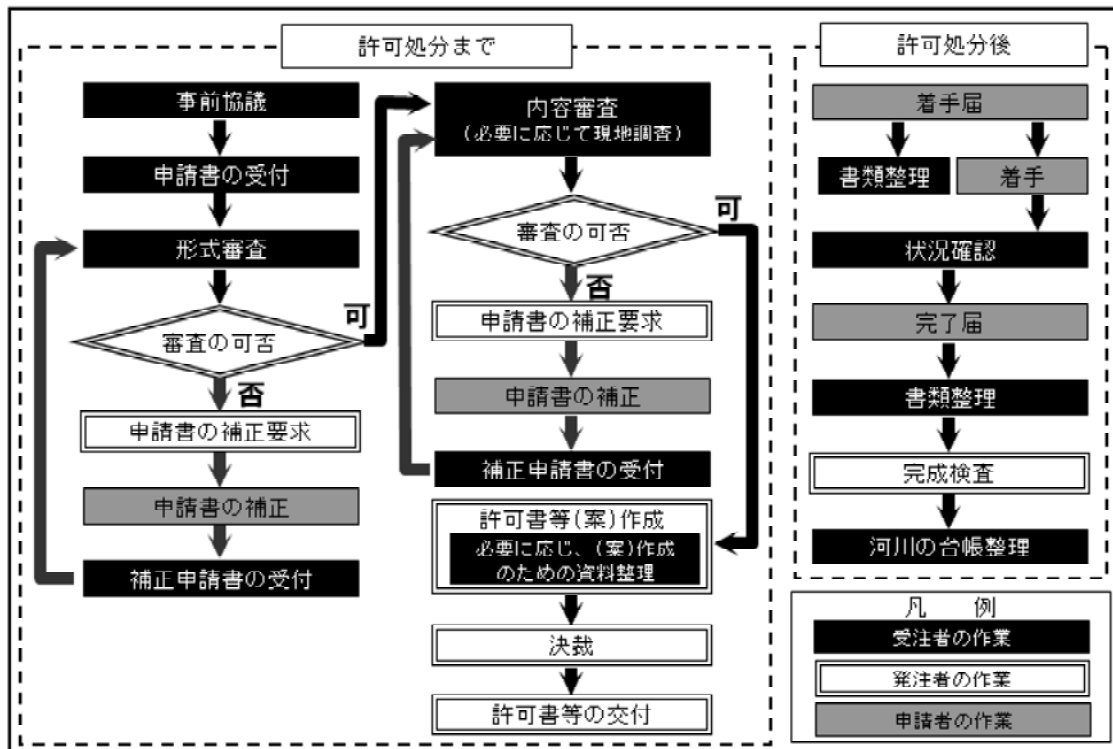 許可処分まで
事前協議
申請書の受付
形式審査
審査の可否
可
否
申請書の補正要求
申請書の補正
補正申請書の受付
内容審査
(必要に応じて現地調査)
審査の可否
可
否
申請書の補正要求
申請書の補正
補正申請書の受付
許可書等(案)作成
必要に応じ、(案)作成
のための資料整理
決裁
許可書等の交付
許可処分後
着手届
書類整理
着手
状況確認
完了届
書類整理
完成検査
河川の台帳整理
凡 例
受注者の作業
発注者の作業
申請者の作業